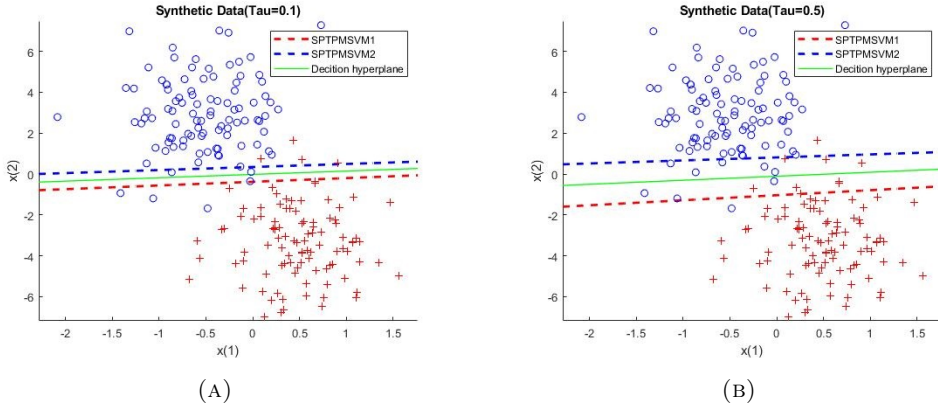 Synthetic Data(Tau=0.1)
SPTPMSVM1
SPTPMSVM2
Decition hyperplane
x(2)
6
4
2
0
-2
-4
-6
-2
-1.5
-1
-0.5
0
0.5
1
1.5
x(1)
(A)
Synthetic Data(Tau=0.5)
SPTPMSVM1
SPTPMSVM2
Decition hyperplane
x(2)
6
4
2
0
-2
-4
-6
-2
-1.5
-1
-0.5
0
0.5
1
1.5
x(1)
(B)